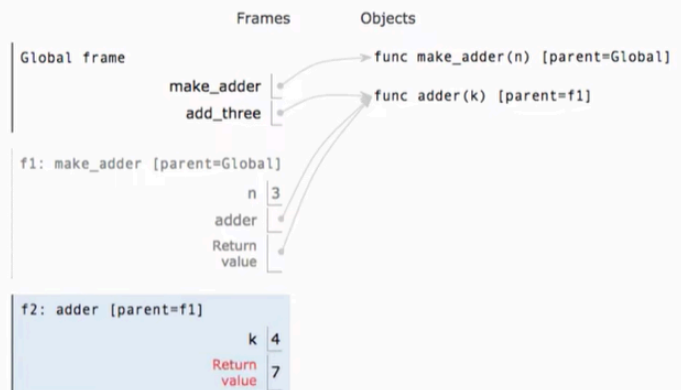 Frames Objects
Global frame
func make_adder(n) [parent=Global]
make_adder
func adder(k) [parent=f1]
add_three
f1: make_adder [parent=Global]
n 3
adder
Return
value
f2: adder [parent=f1]
k 4
Return
value 7